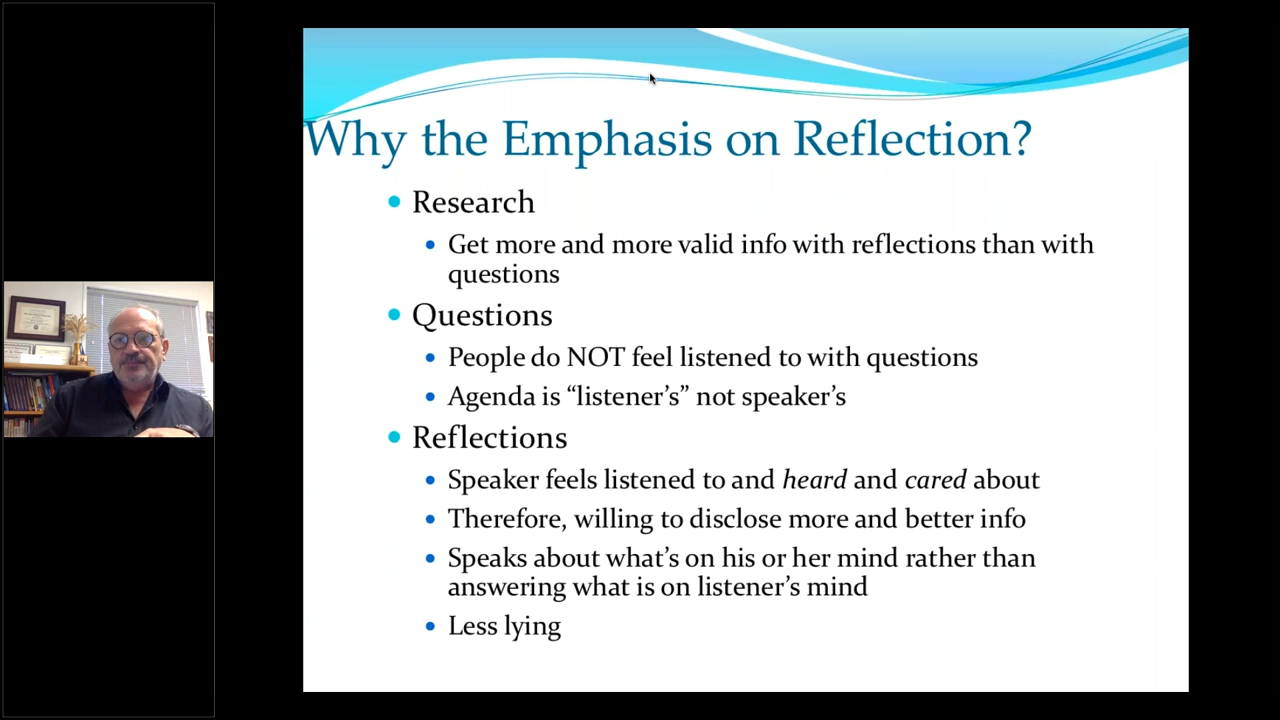 Why the Emphasis on Reflection?
Research
Get more and more valid info with reflections than with
questions
Questions
People do NOT feel listened to with questions
Agenda is “listener’s” not speaker’s
Reflections
Speaker feels listened to and heard and cared about
Therefore, willing to disclose more and better info
Speaks about what’s on his or her mind rather than
answering what is on listener’s mind
Less lying